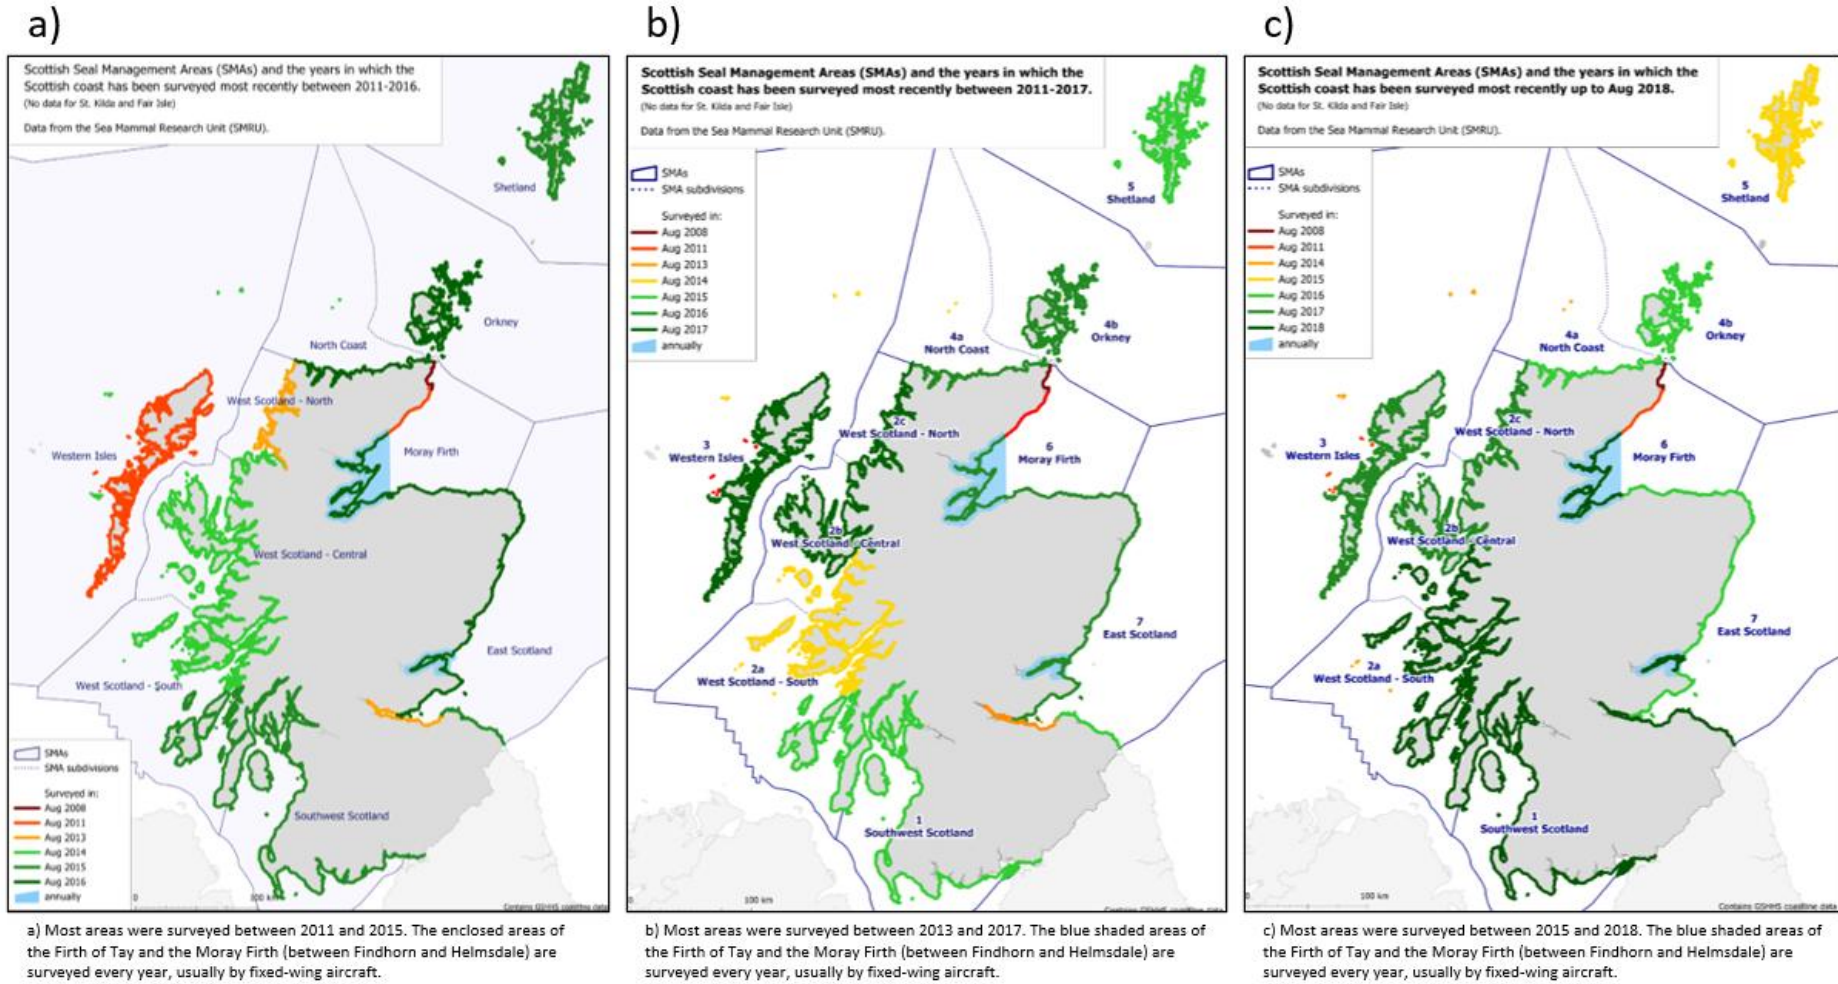 a)
Scottish Seal Management Areas (SMAs) and the years in which the
Scottish coast has been surveyed most recently between 2011-2016.
(No data for St. Kilda and Fair Isle)
Data from the Sea Mammal Research Unit (SMRU).
Shetland
Orkney
North Coast
West Scotland - North
Western Isles
Moray Firth
West Scotland - Central
East Scotland
West Scotland - South
Southwest Scotland
SMAs
SMA subdivisions
Surveyed in:
Aug 2008
Aug 2011
Aug 2013
Aug 2014
Aug 2015
Aug 2016
annually
0
100 km
Contains GSHHS coastline data
a) Most areas were surveyed between 2011 and 2015. The enclosed areas of
the Firth of Tay and the Moray Firth (between Findhorn and Helmsdale) are
surveyed every year, usually by fixed-wing aircraft.
b)
Scottish Seal Management Areas (SMAs) and the years in which the
Scottish coast has been surveyed most recently between 2011-2017.
(No data for St. Kilda and Fair Isle)
Data from the Sea Mammal Research Unit (SMRU).
SMAs
SMA subdivisions
Surveyed in:
Aug 2008
Aug 2011
Aug 2013
Aug 2014
Aug 2015
Aug 2016
Aug 2017
annually
5
Shetland
4b
Orkney
4a
North Coast
2c
West Scotland - North
3
Western Isles
6
Moray Firth
2b
West Scotland - Central
7
East Scotland
2a
West Scotland - South
1
Southwest Scotland
0
100 km
Contains GSHHS coastline data
b) Most areas were surveyed between 2013 and 2017. The blue shaded areas of
the Firth of Tay and the Moray Firth (between Findhorn and Helmsdale) are
surveyed every year, usually by fixed-wing aircraft.
c)
Scottish Seal Management Areas (SMAs) and the years in which the
Scottish coast has been surveyed most recently up to Aug 2018.
(No data for St. Kilda and Fair Isle)
Data from the Sea Mammal Research Unit (SMRU).
SMAs
SMA subdivisions
Surveyed in:
Aug 2008
Aug 2011
Aug 2014
Aug 2015
Aug 2016
Aug 2017
Aug 2018
annually
5
Shetland
4b
Orkney
4a
North Coast
2c
West Scotland - North
3
Western Isles
6
Moray Firth
2b
West Scotland - Central
7
East Scotland
2a
West Scotland - South
1
Southwest Scotland
0
100 km
Contains GSHHS coastline data
c) Most areas were surveyed between 2015 and 2018. The blue shaded areas of
the Firth of Tay and the Moray Firth (between Findhorn and Helmsdale) are
surveyed every year, usually by fixed-wing aircraft.